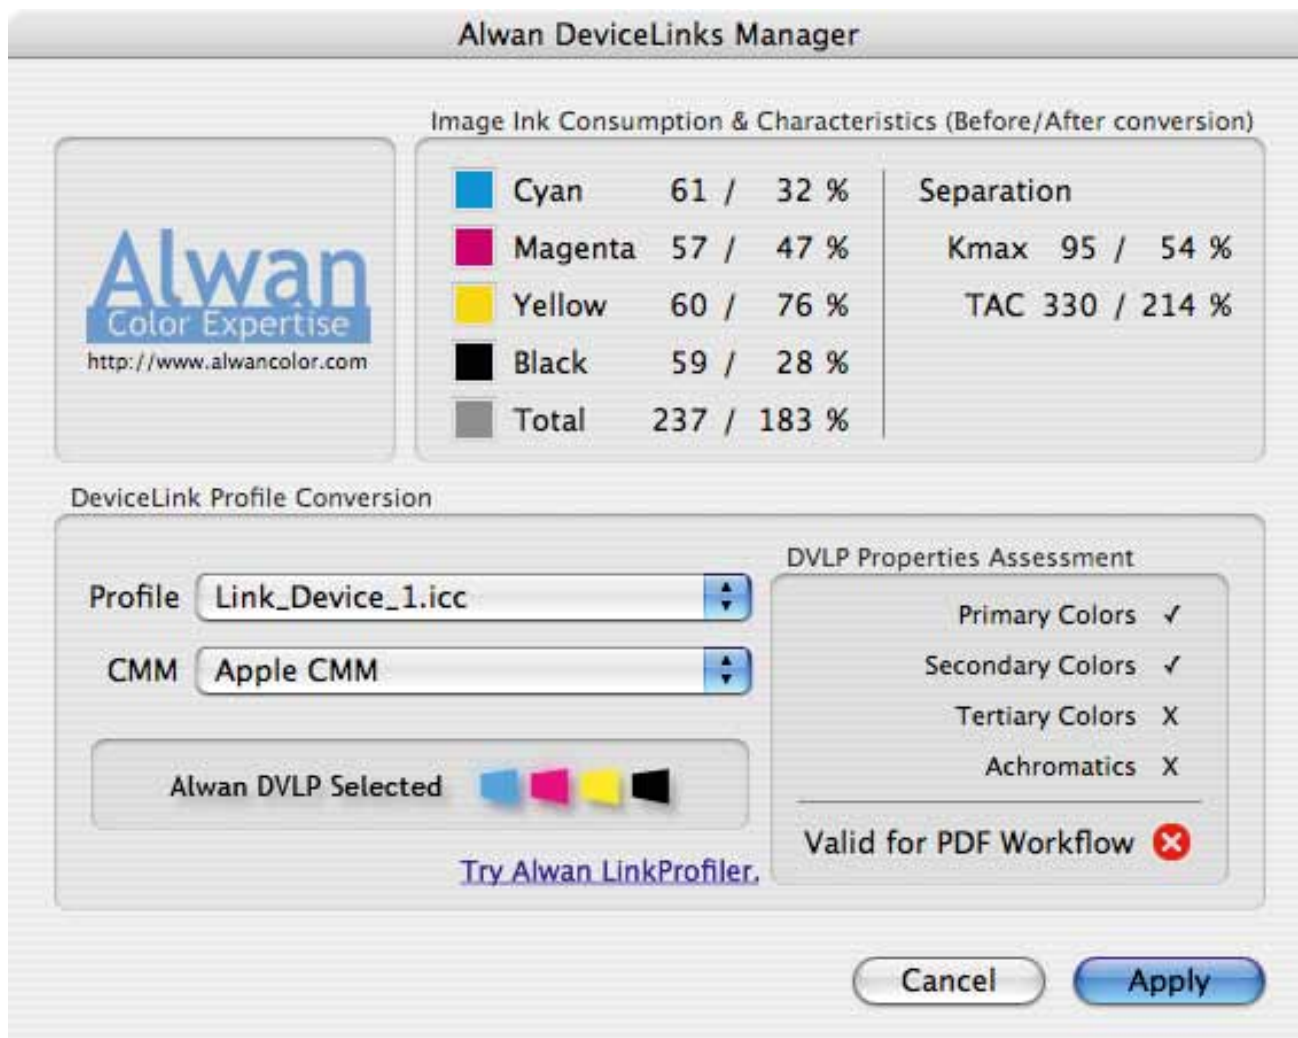 Alwan DeviceLinks Manager
Image Ink Consumption & Characteristics (Before/After conversion)
Alwan
Color Expertise
http://www.alwancolor.com
Cyan 61 / 32 %
Magenta 57 / 47 %
Yellow 60 / 76 %
Black 59 / 28 %
Total 237 / 183 %
Separation
Kmax 95 / 54 %
TAC 330 / 214 %
DeviceLink Profile Conversion
Profile Link_Device_1.icc
CMM Apple CMM
Alwan DVLP Selected
Try Alwan LinkProfiler.
DVLP Properties Assessment
Primary Colors ✓
Secondary Colors ✓
Tertiary Colors X
Achromatics X
Valid for PDF Workflow
Cancel
Apply